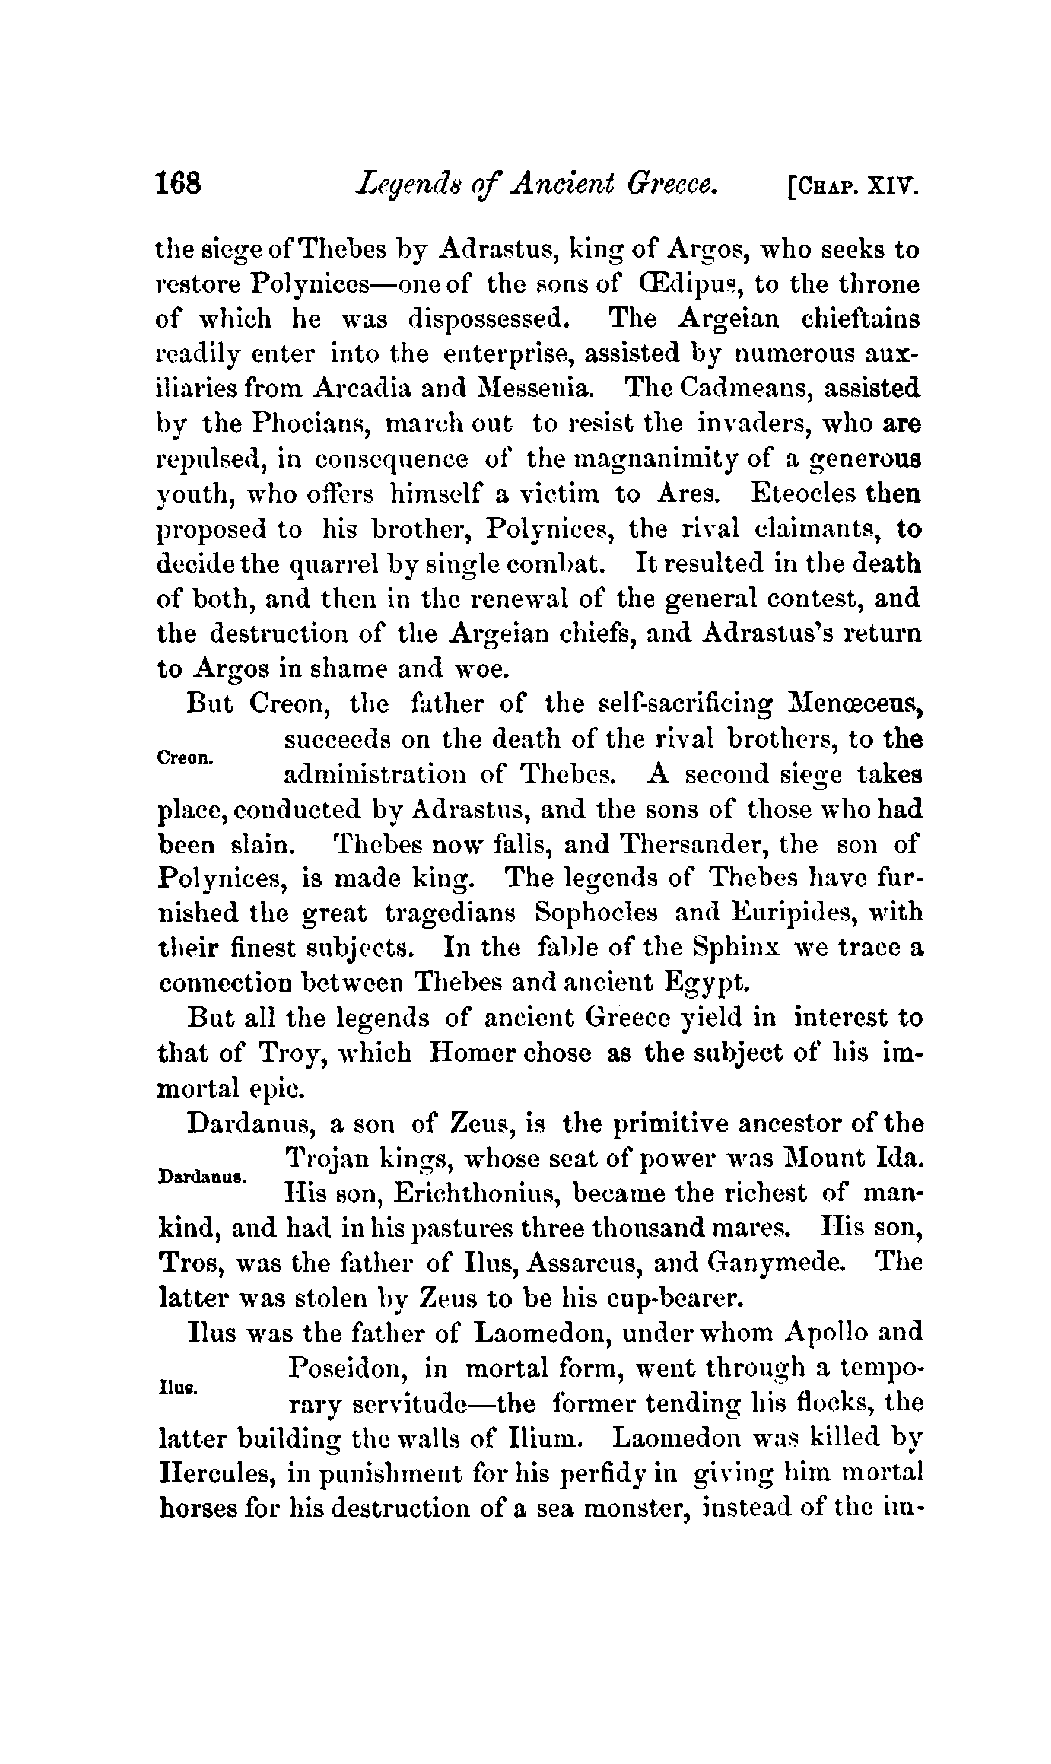 168 Legends of Ancient Greece. [CHAP. XIV.
the siege of Thebes by Adrastus, king of Argos, who seeks to
restore Polynices—one of the sons of Œdipus, to the throne
of which he was dispossessed. The Argeian chieftains
readily enter into the enterprise, assisted by numerous aux-
iliaries from Arcadia and Messenia. The Cadmeans, assisted
by the Phocians, march out to resist the invaders, who are
repulsed, in consequence of the magnanimity of a generous
youth, who offers himself a victim to Ares. Eteocles then
proposed to his brother, Polynices, the rival claimants, to
decide the quarrel by single combat. It resulted in the death
of both, and then in the renewal of the general contest, and
the destruction of the Argeian chiefs, and Adrastus's return
to Argos in shame and woe.
But Creon, the father of the self-sacrificing Menœceus,
succeeds on the death of the rival brothers, to the
Creon.
administration of Thebes. A second siege takes
place, conducted by Adrastus, and the sons of those who had
been slain. Thebes now falls, and Thersander, the son of
Polynices, is made king. The legends of Thebes have fur-
nished the great tragedians Sophocles and Euripides, with
their finest subjects. In the fable of the Sphinx we trace a
connection between Thebes and ancient Egypt.
But all the legends of ancient Greece yield in interest to
that of Troy, which Homer chose as the subject of his im-
mortal epic.
Dardanus, a son of Zeus, is the primitive ancestor of the
Trojan kings, whose seat of power was Mount Ida.
Dardanus.
His son, Erichthonius, became the richest of man-
kind, and had in his pastures three thousand mares. His son,
Tros, was the father of Ilus, Assarcus, and Ganymede. The
latter was stolen by Zeus to be his cup-bearer.
Ilus was the father of Laomedon, under whom Apollo and
Poseidon, in mortal form, went through a tempo-
Ilus.
rary servitude—the former tending his flocks, the
latter building the walls of Ilium. Laomedon was killed by
Hercules, in punishment for his perfidy in giving him mortal
horses for his destruction of a sea monster, instead of the im-